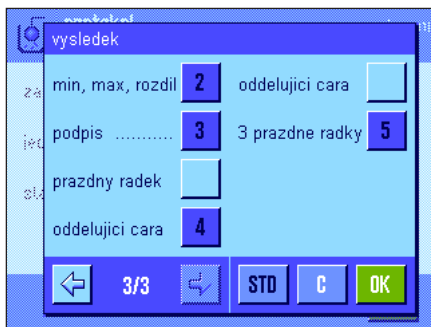 protokol
vysledek
min, max, rozdil 2 oddelujici cara
podpis ........... 3 3 prazdne radky 5
prazdny radek
oddelujici cara 4
3/3 STD C OK